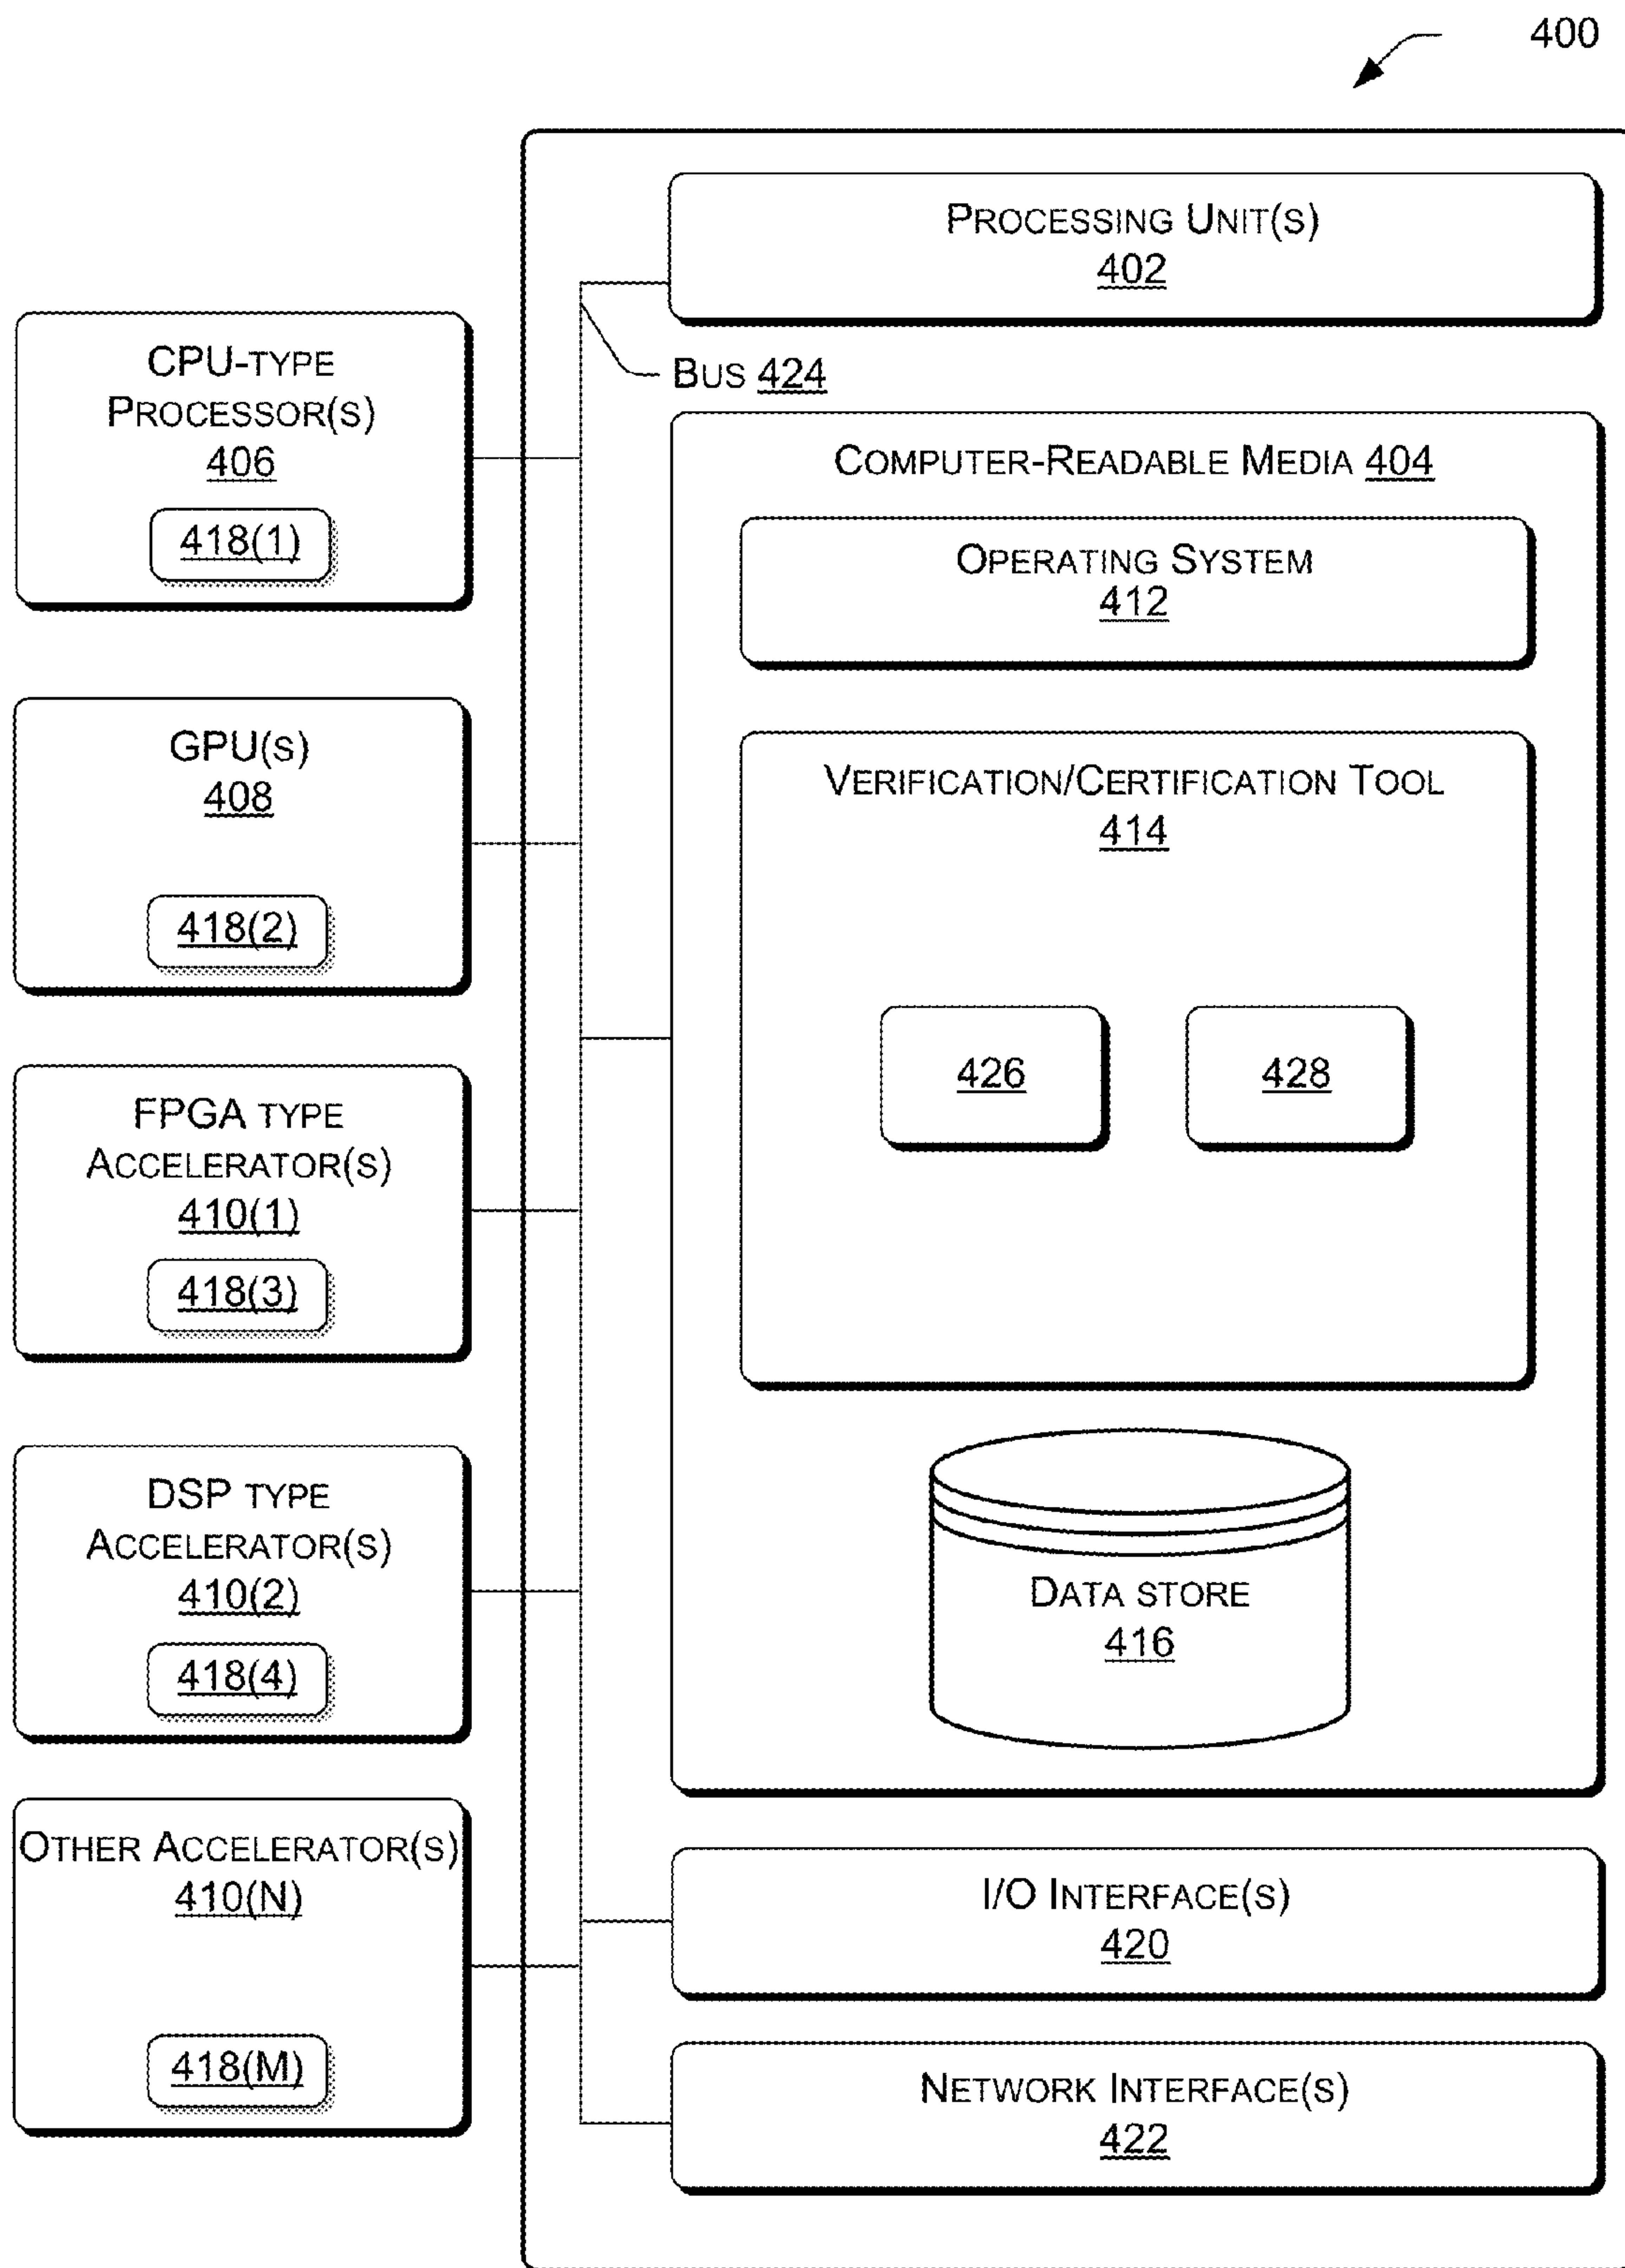 400
PROCESSING UNIT(S)
402
BUS 424
CPU-TYPE
PROCESSOR(S)
406
418(1)
GPU(S)
408
418(2)
FPGA TYPE
ACCELERATOR(S)
410(1)
418(3)
DSP TYPE
ACCELERATOR(S)
410(2)
418(4)
OTHER ACCELERATOR(S)
410(N)
418(M)
COMPUTER-READABLE MEDIA 404
OPERATING SYSTEM
412
VERIFICATION/CERTIFICATION TOOL
414
426
428
DATA STORE
416
I/O INTERFACE(S)
420
NETWORK INTERFACE(S)
422